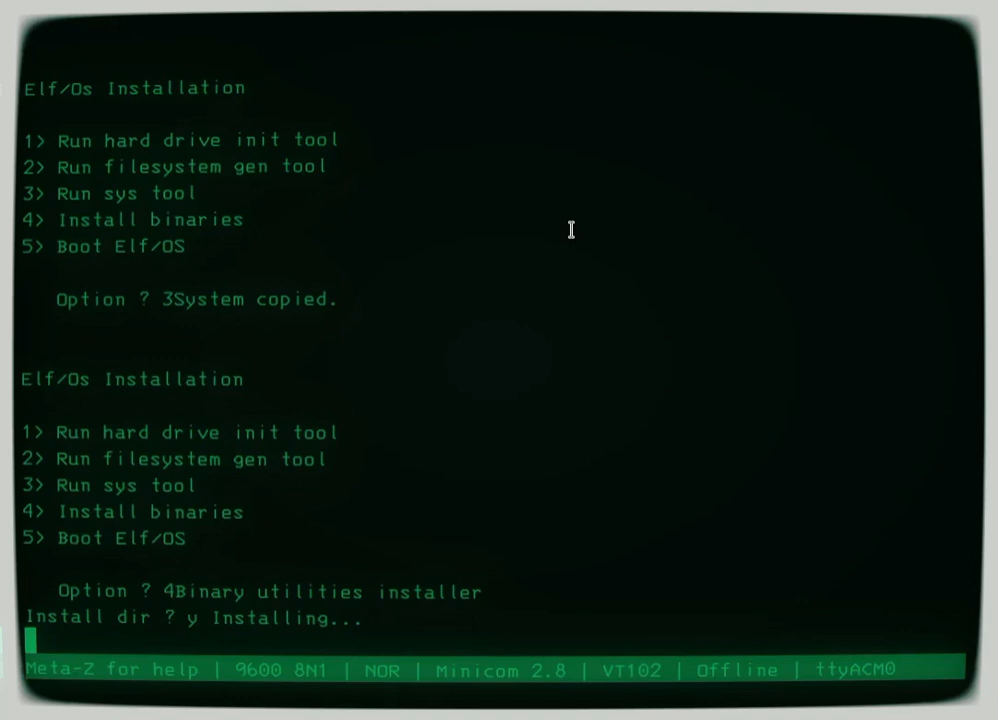 Elf/Os Installation
1> Run hard drive init tool
2> Run filesystem gen tool
3> Run sys tool
4> Install binaries
5> Boot Elf/OS
Option ? 3System copied.
Elf/Os Installation
1> Run hard drive init tool
2> Run filesystem gen tool
3> Run sys tool
4> Install binaries
5> Boot Elf/OS
Option ? 4Binary utilities installer
Install dir ? y Installing...
Meta-Z for help | 9600 8N1 | NOR | Minicom 2.8 | VT102 | Offline | ttyACM0